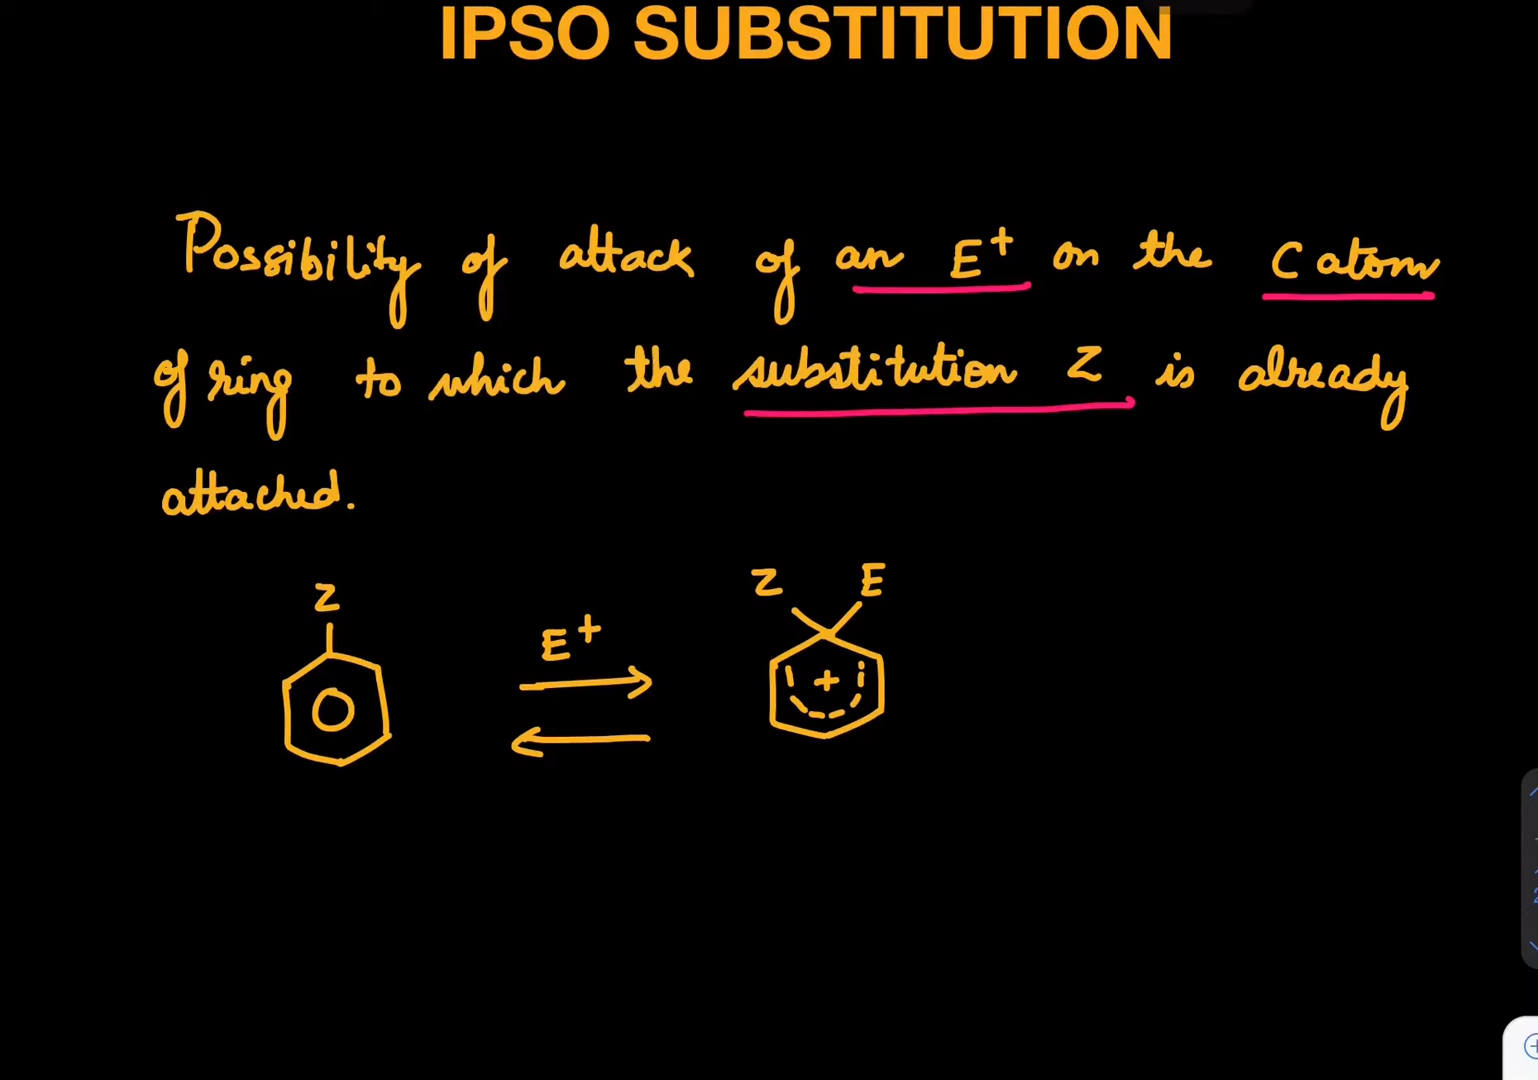 IPSO SUBSTITUTION
Possibility of attack of an E+ on the C atom
of ring to which the substitution Z is already
attached.
Z
E+
Z E
+